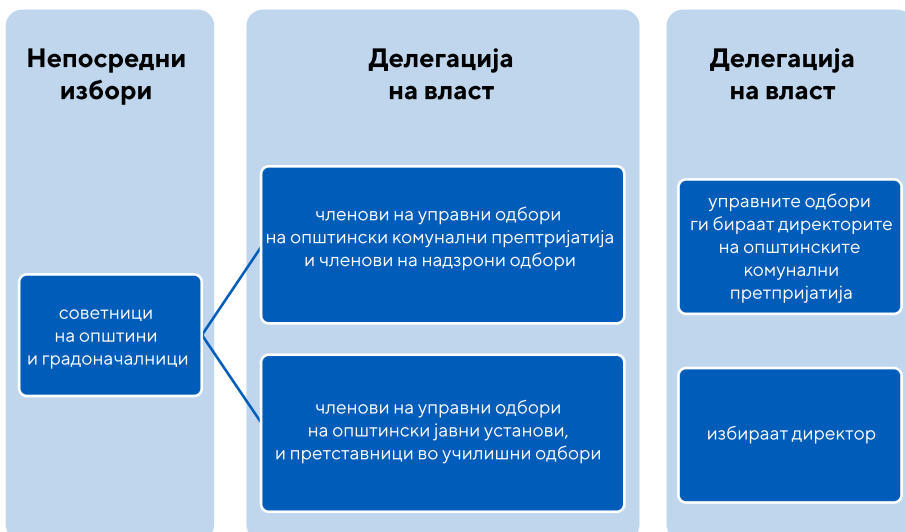 Непосредни
избори
Делегација
на власт
Делегација
на власт
советници
на општини
и градоначалници
членови на управни одбори
на општински комунални прептријатија
и членови на надзрони одбори
членови на управни одбори
на општински јавни установи,
и претставници во училишни одбори
управните одбори
ги бираат директорите
на општинските
комунални
претпријатија
избираат директор